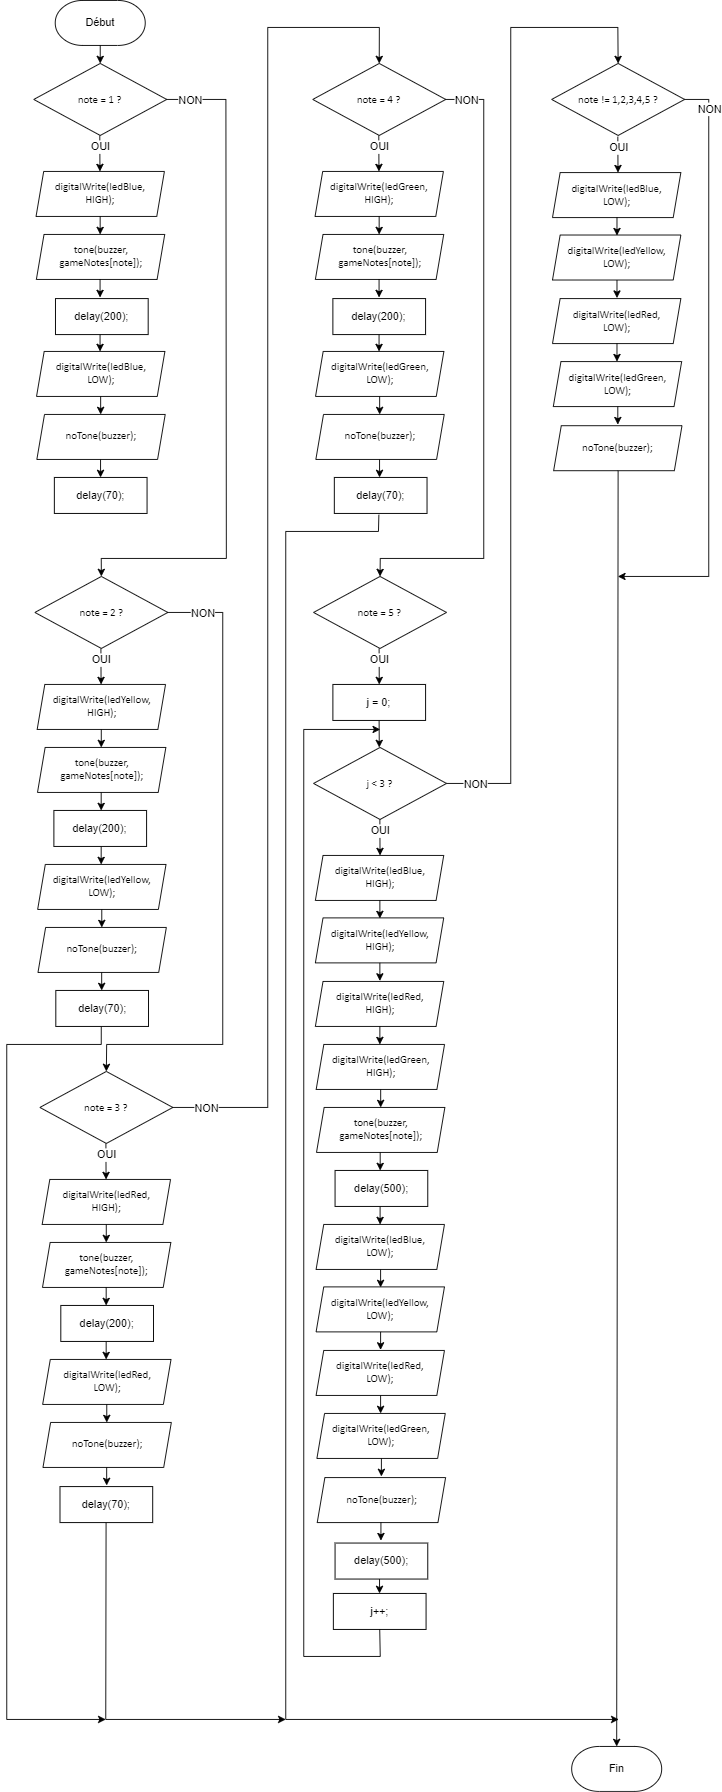 Début
note = 1 ?
NON
OUI
digitalWrite(ledBlue,
HIGH);
tone(buzzer,
gameNotes[note]);
delay(200);
digitalWrite(ledBlue,
LOW);
noTone(buzzer);
delay(70);
note = 2 ?
NON
OUI
digitalWrite(ledYellow,
HIGH);
tone(buzzer,
gameNotes[note]);
delay(200);
digitalWrite(ledYellow,
LOW);
noTone(buzzer);
delay(70);
note = 3 ?
NON
OUI
digitalWrite(ledRed,
HIGH);
tone(buzzer,
gameNotes[note]);
delay(200);
digitalWrite(ledRed,
LOW);
noTone(buzzer);
delay(70);
note = 4 ?
NON
OUI
digitalWrite(ledGreen,
HIGH);
tone(buzzer,
gameNotes[note]);
delay(200);
digitalWrite(ledGreen,
LOW);
noTone(buzzer);
delay(70);
note = 5 ?
OUI
j = 0;
j < 3 ?
NON
OUI
digitalWrite(ledBlue,
HIGH);
digitalWrite(ledYellow,
HIGH);
digitalWrite(ledRed,
HIGH);
digitalWrite(ledGreen,
HIGH);
tone(buzzer,
gameNotes[note]);
delay(500);
digitalWrite(ledBlue,
LOW);
digitalWrite(ledYellow,
LOW);
digitalWrite(ledRed,
LOW);
digitalWrite(ledGreen,
LOW);
noTone(buzzer);
delay(500);
j++;
note != 1,2,3,4,5 ?
NON
OUI
digitalWrite(ledBlue,
LOW);
digitalWrite(ledYellow,
LOW);
digitalWrite(ledRed,
LOW);
digitalWrite(ledGreen,
LOW);
noTone(buzzer);
Fin